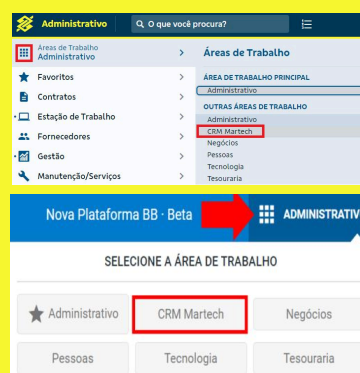 Administrativo
O que você procura?
Áreas de Trabalho
Administrativo
Favoritos
Contratos
Estação de Trabalho
Fornecedores
Gestão
Manutenção/Serviços
Áreas de Trabalho
ÁREA DE TRABALHO PRINCIPAL
Administrativo
OUTRAS ÁREAS DE TRABALHO
Administrativo
CRM Martech
Negócios
Pessoas
Tecnologia
Tesouraria
Nova Plataforma BB · Beta
ADMINISTRATIV
SELECIONE A ÁREA DE TRABALHO
Administrativo
CRM Martech
Negócios
Pessoas
Tecnologia
Tesouraria